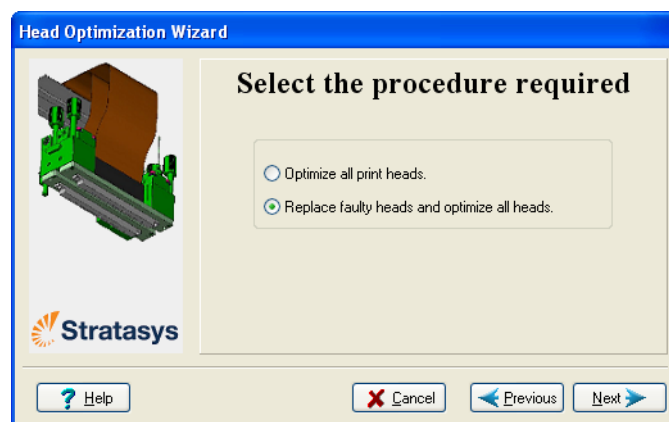 Head Optimization Wizard
Select the procedure required
Optimize all print heads.
Replace faulty heads and optimize all heads.
Stratasys
? Help
Cancel
Previous
Next